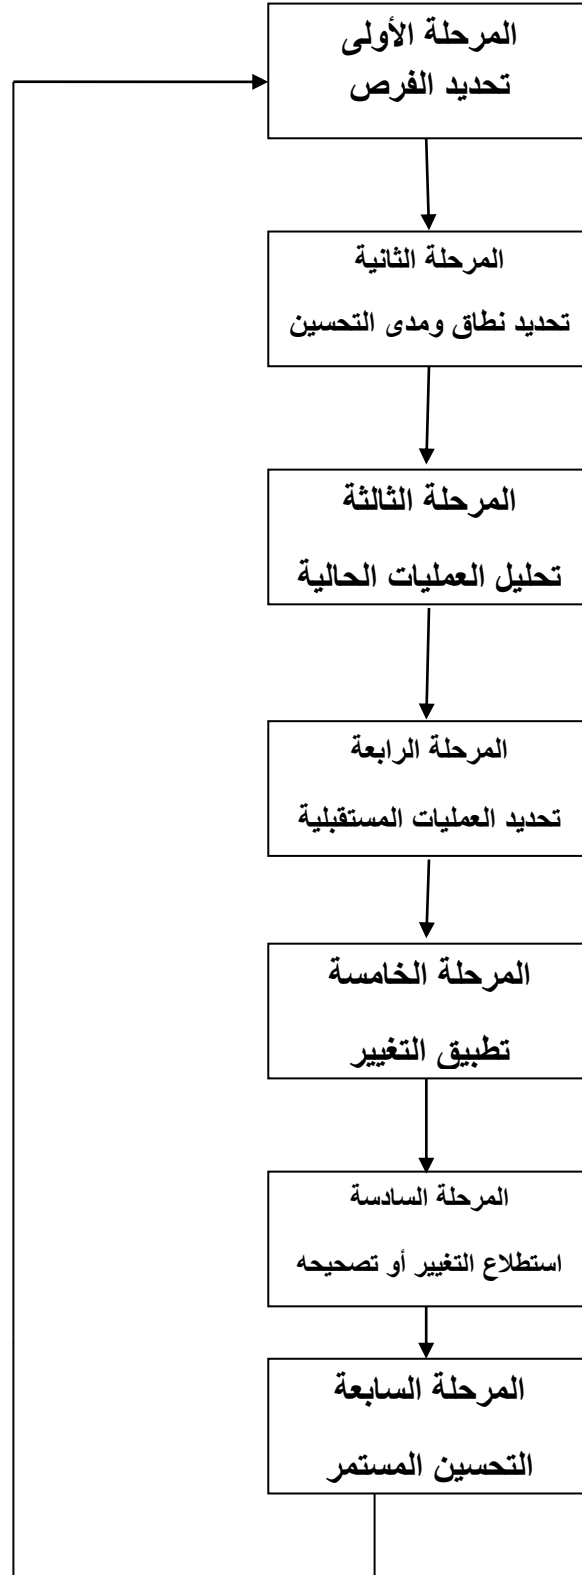 المرحلة الأولى
تحديد الفرص
المرحلة الثانية
تحديد نطاق ومدى التحسين
المرحلة الثالثة
تحليل العمليات الحالية
المرحلة الرابعة
تحديد العمليات المستقبلية
المرحلة الخامسة
تطبيق التغيير
المرحلة السادسة
استطلاع التغيير أو تصحيحه
المرحلة السابعة
التحسين المستمر